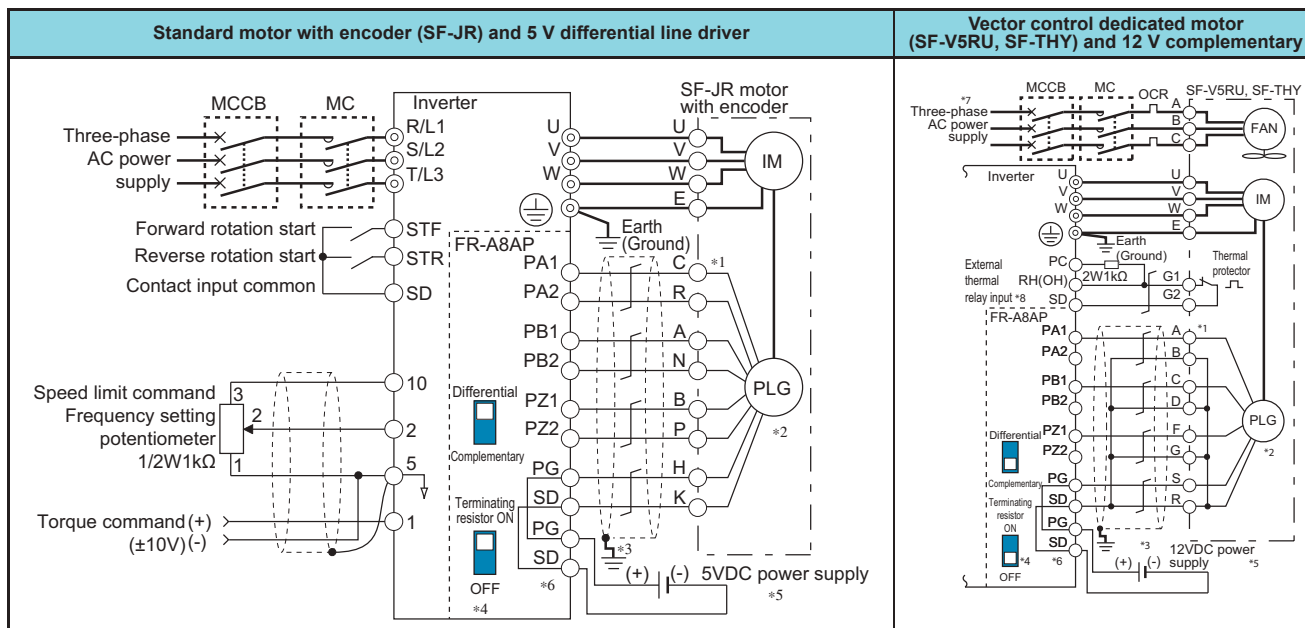 Standard motor with encoder (SF-JR) and 5 V differential line driver
MCCB
MC
Inverter
SF-JR motor
with encoder
Three-phase
AC power
supply
R/L1
S/L2
T/L3
U
V
W
U
V
W
E
IM
Earth
(Ground)
Forward rotation start
Reverse rotation start
Contact input common
STF
STR
SD
FR-A8AP
PA1
PA2
PB1
PB2
PZ1
PZ2
PG
SD
PG
SD
C
R
A
N
B
P
H
K
*1
PLG
*2
Differential
Complementary
Terminating
resistor ON
OFF
*4
*6
*3
(+)
(-)
5VDC power supply
*5
Speed limit command
Frequency setting
potentiometer
1/2W1kΩ
3
2
1
10
2
5
1
Torque command (+)
(±10V) (-)
Vector control dedicated motor
(SF-V5RU, SF-THY) and 12 V complementary
MCCB
MC
OCR
SF-V5RU, SF-THY
*7
Three-phase
AC power
supply
A
B
C
FAN
Inverter
U
V
W
U
V
W
E
IM
Earth
(Ground)
External
thermal
relay input *8
PC
RH(OH)
SD
2W1kΩ
G1
G2
Thermal
protector
FR-A8AP
PA1
PA2
PB1
PB2
PZ1
PZ2
PG
SD
PG
SD
A
B
C
D
F
G
S
R
*1
PLG
*2
Differential
Complementary
Terminating
resistor
ON
OFF
*4
*6
*3
(+)
(-)
12VDC power
supply
*5